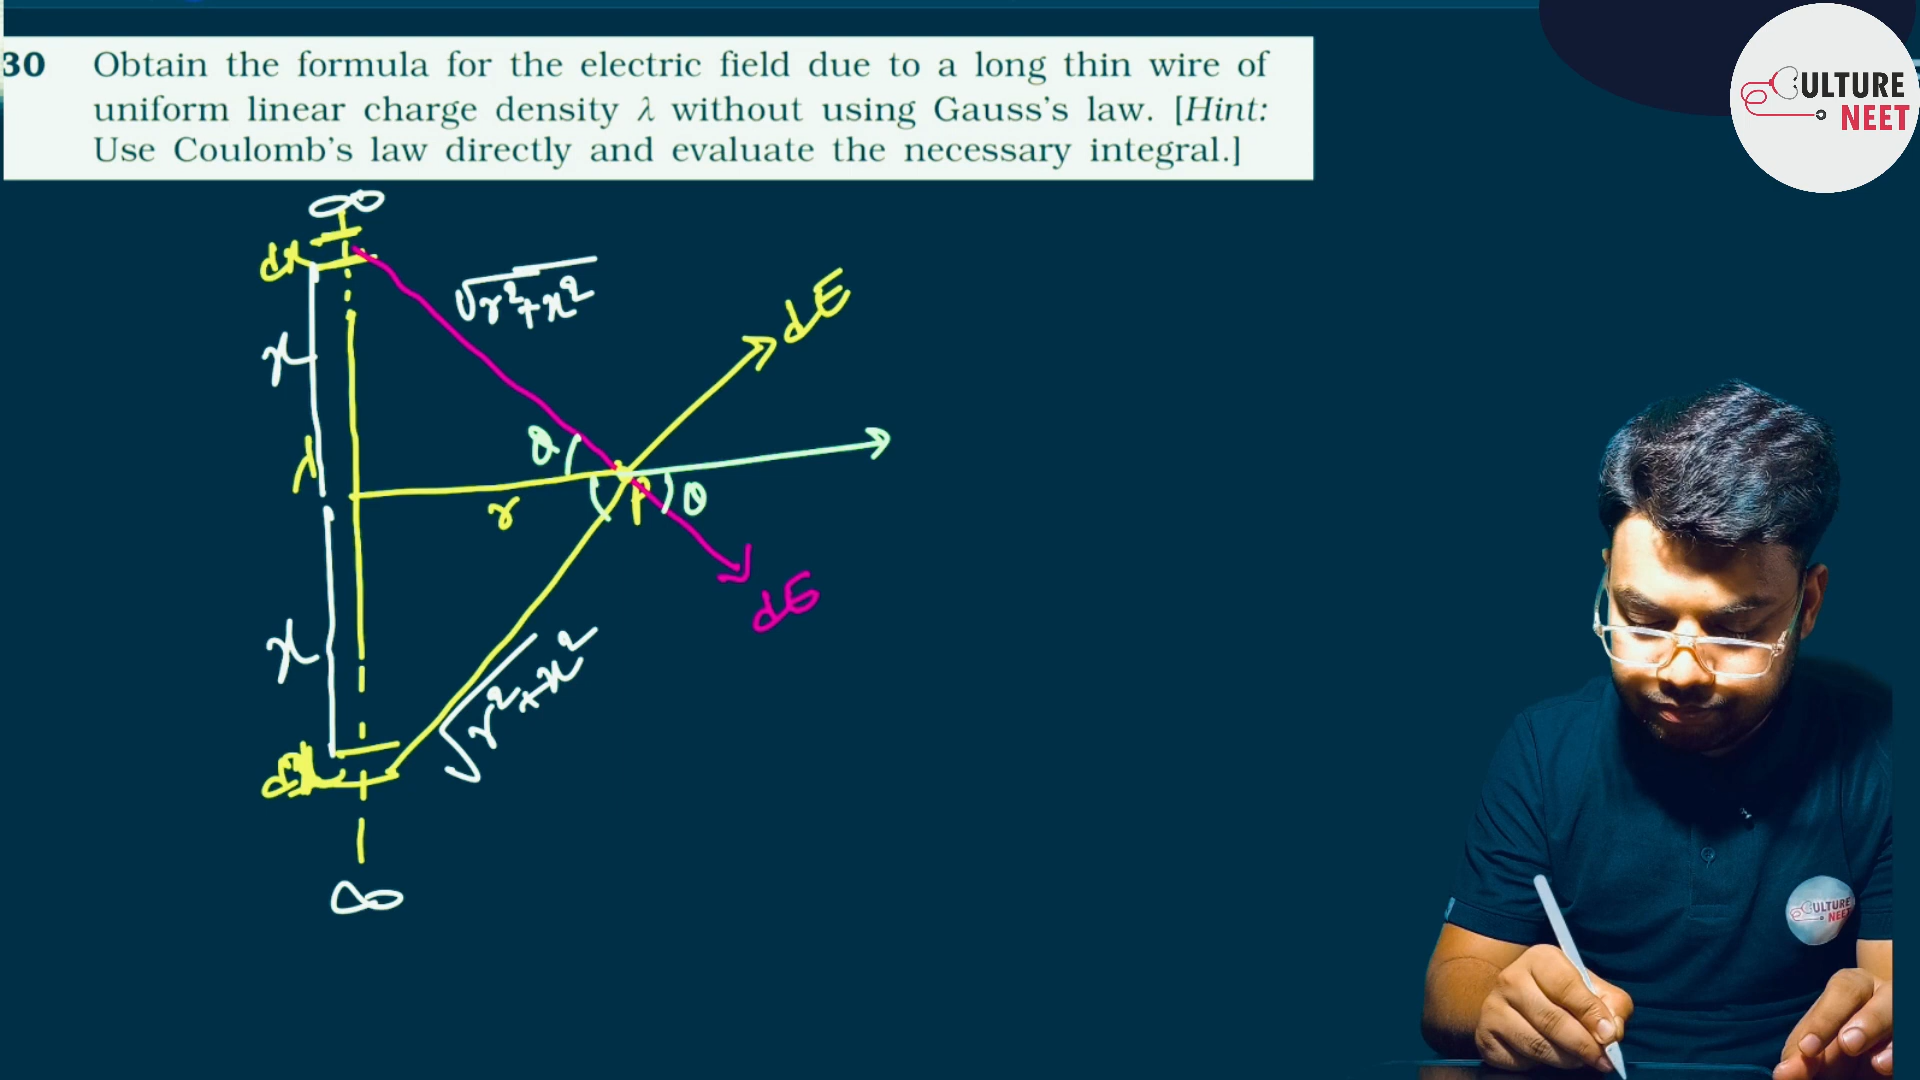 30 Obtain the formula for the electric field due to a long thin wire of
uniform linear charge density λ without using Gauss's law. [Hint:
Use Coulomb's law directly and evaluate the necessary integral.]
CULTURE
NEET
∞
dx
√r²+x²
dE
x
θ
λ
r
P
θ
dE
x
√r²+x²
dx
∞
CULTURE
NEET